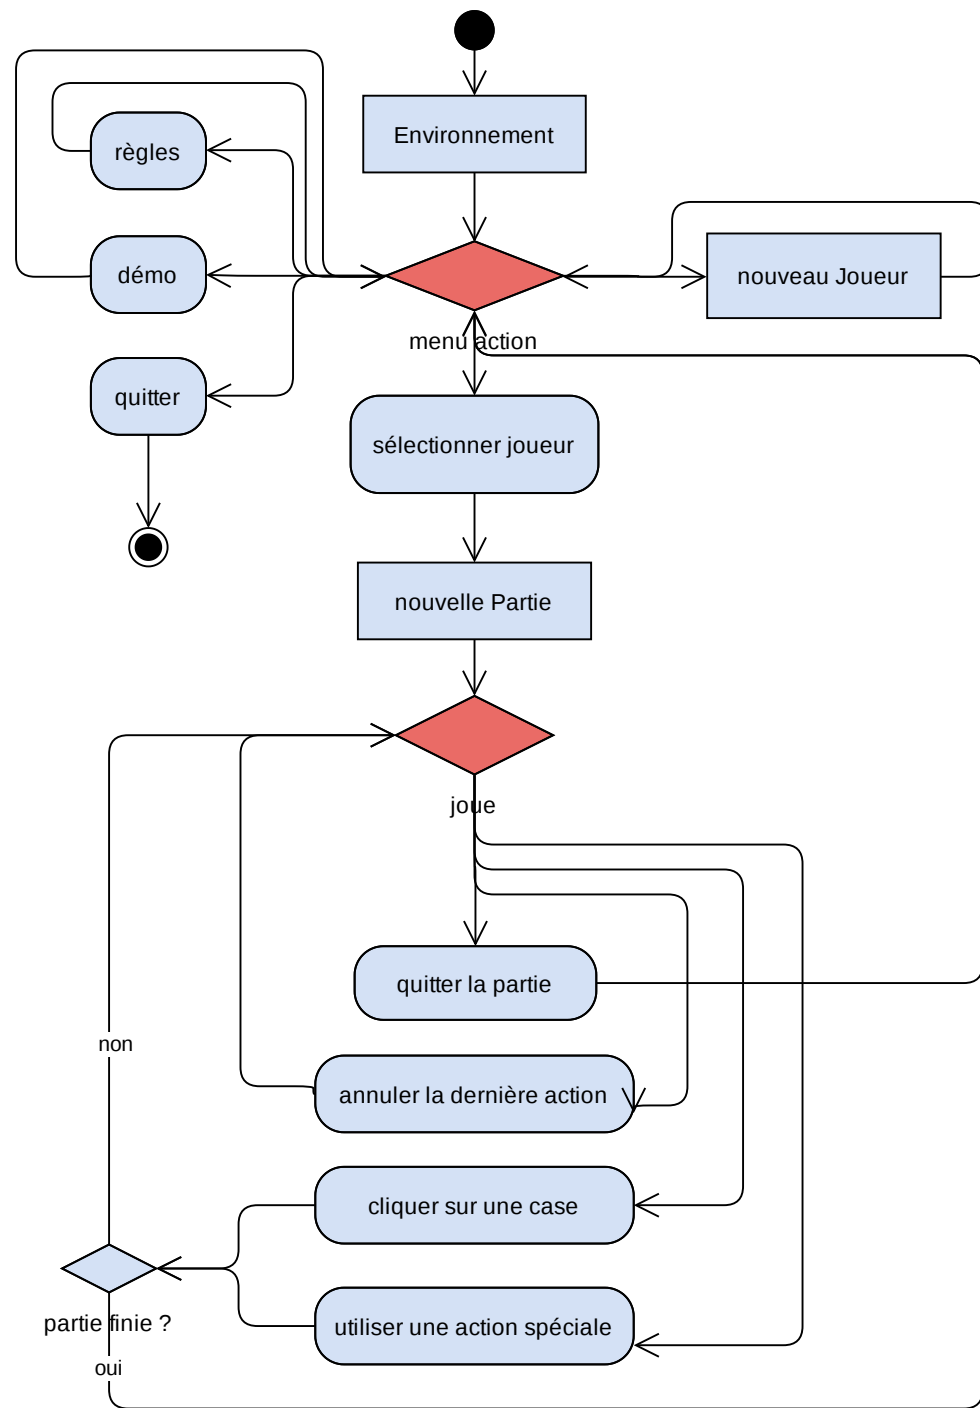 Environnement
règles
démo
nouveau Joueur
menu action
quitter
sélectionner joueur
nouvelle Partie
joue
quitter la partie
non
annuler la dernière action
cliquer sur une case
partie finie ?
utiliser une action spéciale
oui